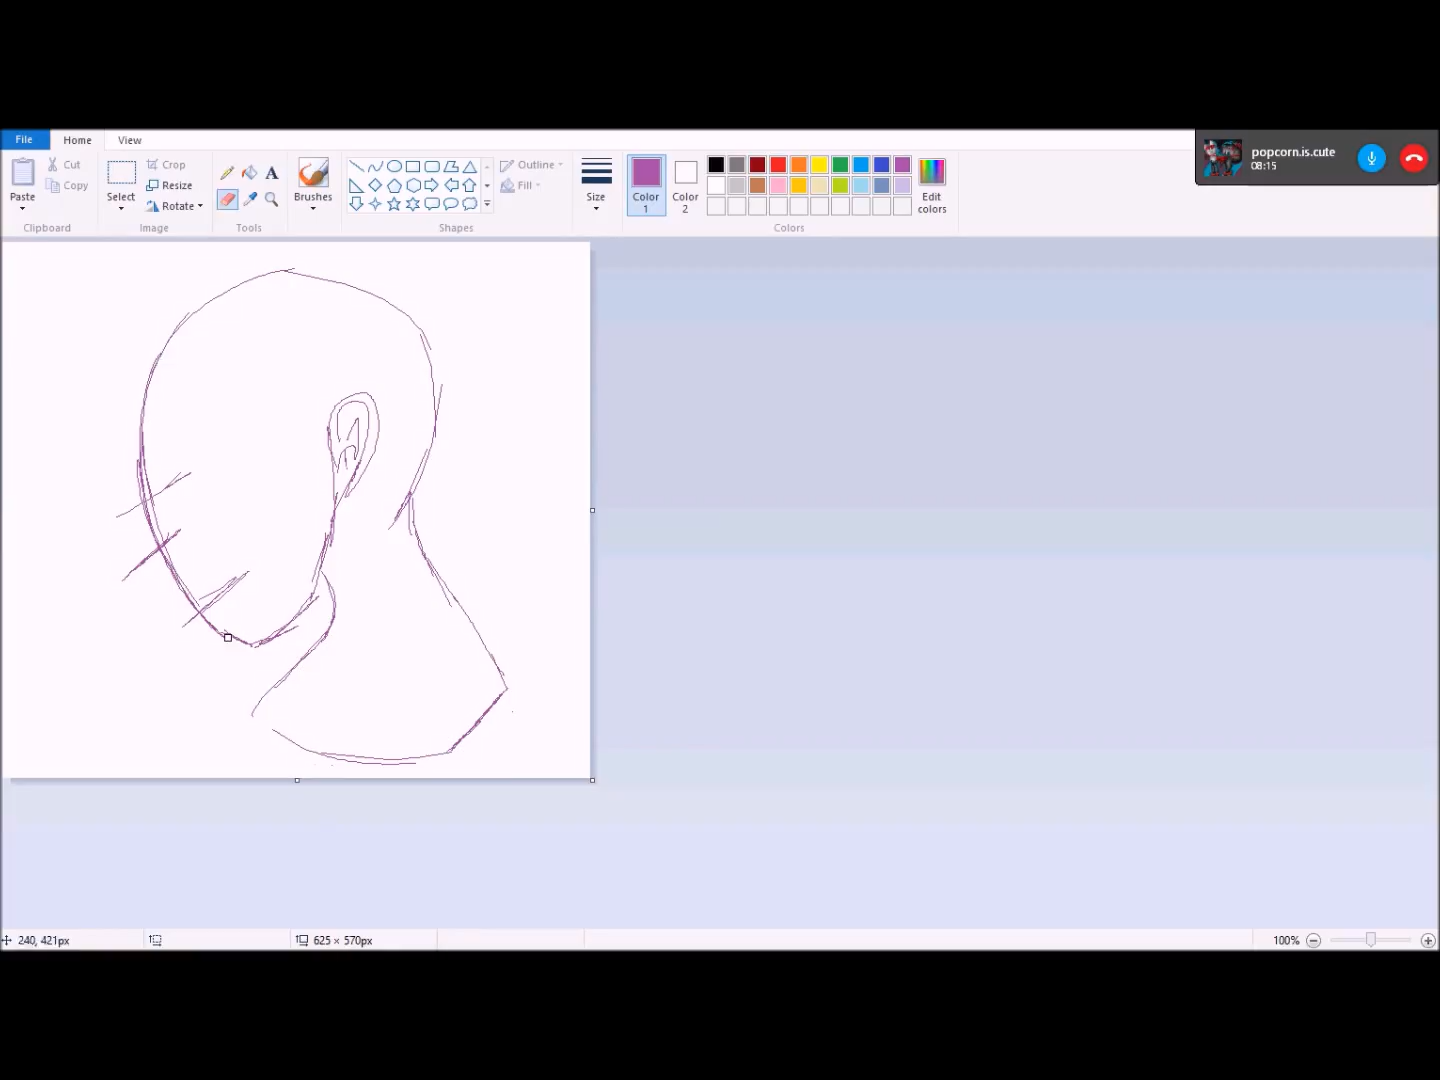 File Home View
popcorn.is.cute
08:15
Cut
Copy
Paste
Clipboard
Select
Crop
Resize
Rotate
Image
A
Tools
Brushes
Outline
Fill
Shapes
Size
Color
1
Color
2
Edit
colors
Colors
240, 421px
625 × 570px
100%